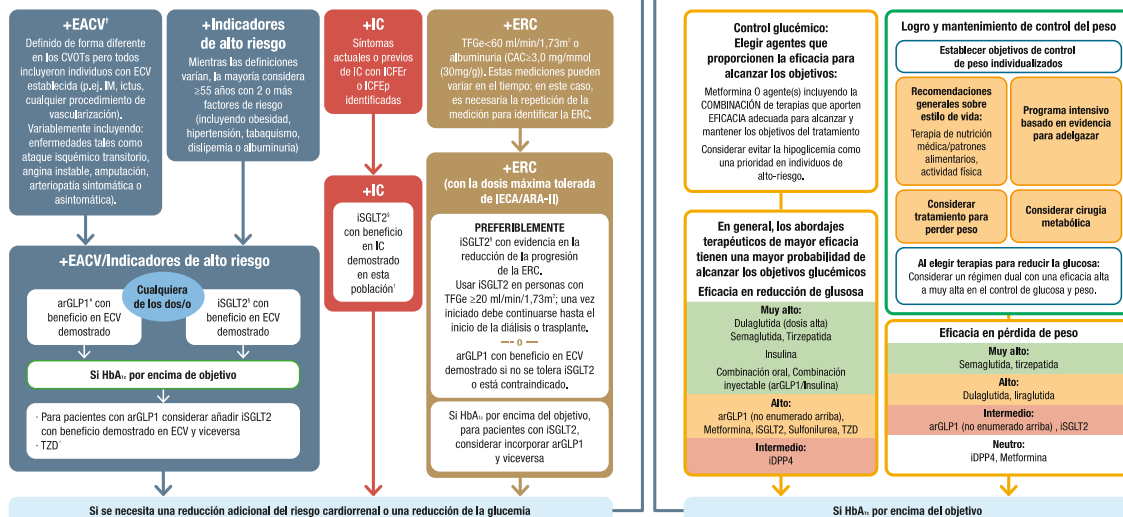 +EACV†
Definido de forma diferente
en los CVOTs pero todos
incluyeron individuos con ECV
establecida (p.ej. IM, ictus,
cualquier procedimiento de
vascularización).
Variablemente incluyendo:
enfermedades tales como
ataque isquémico transitorio,
angina instable, amputación,
arteriopatía sintomática o
asintomática).
+Indicadores
de alto riesgo
Mientras las definiciones
varían, la mayoría considera
≥55 años con 2 o más
factores de riesgo
(incluyendo obesidad,
hipertensión, tabaquismo,
dislipemia o albuminuria)
+IC
Síntomas
actuales o previos
de IC con ICFEr
o ICFEp
identificadas
+ERC
TFGe<60 ml/min/1,73m² o
albuminuria (CAC≥3,0 mg/mmol
(30mg/g)). Estas mediciones pueden
variar en el tiempo; en este caso,
es necesaria la repetición de la
medición para identificar la ERC.
+EACV/Indicadores de alto riesgo
Cualquiera
de los dos/o
arGLP1# con
beneficio en ECV
demostrado
iSGLT2§ con
beneficio en ECV
demostrado
Si HbA1c por encima de objetivo
- Para pacientes con arGLP1 considerar añadir iSGLT2
con beneficio demostrado en ECV y viceversa
- TZD^
+IC
iSGLT2§
con beneficio
en IC
demostrado
en esta
población
+ERC
(con la dosis máxima tolerada
de IECA/ARA-II)
PREFERIBLEMENTE
iSGLT2§ con evidencia en la
reducción de la progresión
de la ERC.
Usar iSGLT2 en personas con
TFGe ≥20 ml/min/1,73m²; una vez
iniciado debe continuarse hasta el
inicio de la diálisis o trasplante.
o
arGLP1 con beneficio en ECV
demostrado si no se tolera iSGLT2
o está contraindicado.
Si HbA1c por encima del objetivo,
para pacientes con iSGLT2,
considerar incorporar arGLP1
y viceversa
Si se necesita una reducción adicional del riesgo cardiorrenal o una reducción de la glucemia
Control glucémico:
Elegir agentes que
proporcionen la eficacia para
alcanzar los objetivos:
Metformina O agente(s) incluyendo la
COMBINACIÓN de terapias que aporten
EFICACIA adecuada para alcanzar y
mantener los objetivos del tratamiento
Considerar evitar la hipoglicemia como
una prioridad en individuos de
alto-riesgo.
En general, los abordajes
terapéuticos de mayor eficacia
tienen una mayor probabilidad de
alcanzar los objetivos glucémicos
Eficacia en reducción de glusosa
Muy alto:
Dulaglutida (dosis alta)
Semaglutida, Tirzepatida
Insulina
Combinación oral, Combinación
inyectable (arGLP1/Insulina)
Alto:
arGLP1 (no enumerado arriba),
Metformina, iSGLT2, Sulfonilurea, TZD
Intermedio:
iDPP4
Logro y mantenimiento de control del peso
Establecer objetivos de control
de peso individualizados
Recomendaciones
generales sobre
estilo de vida:
Terapia de nutrición
médica/patrones
alimentarios,
actividad física
Programa intensivo
basado en evidencia
para adelgazar
Considerar
tratamiento para
perder peso
Considerar cirugía
metabólica
Al elegir terapias para reducir la glucosa:
Considerar un régimen dual con una eficacia alta
a muy alta en el control de glucosa y peso.
Eficacia en pérdida de peso
Muy alto:
Semaglutida, tirzepatida
Alto:
Dulaglutida, liraglutida
Intermedio:
arGLP1 (no enumerado arriba) , iSGLT2
Neutro:
iDPP4, Metformina
Si HbA1c por encima del objetivo